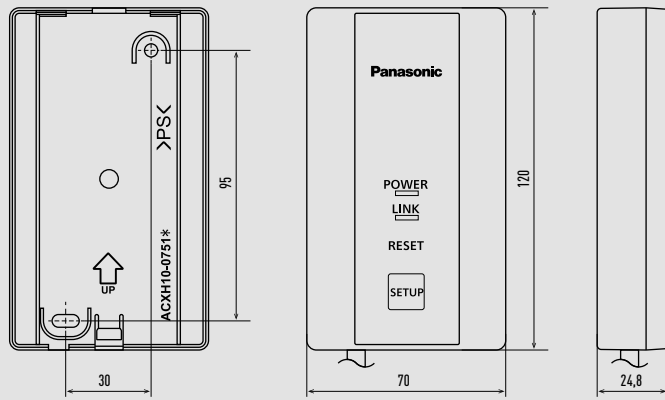 >PS<
95
ACXH10-0751*
UP
30
Panasonic
POWER
LINK
RESET
SETUP
120
70
24,8